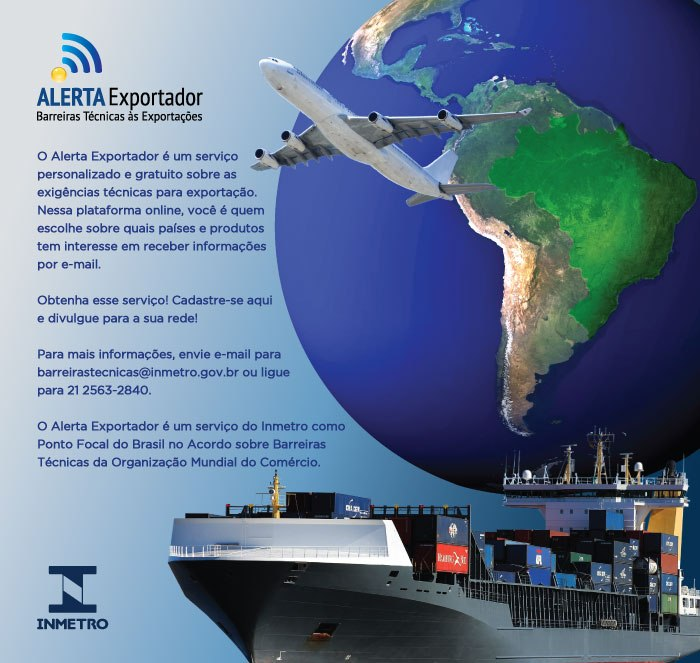 ALERTA Exportador
Barreiras Técnicas às Exportações
O Alerta Exportador é um serviço
personalizado e gratuito sobre as
exigências técnicas para exportação.
Nessa plataforma online, você é quem
escolhe sobre quais países e produtos
tem interesse em receber informações
por e-mail.
Obtenha esse serviço! Cadastre-se aqui
e divulgue para a sua rede!
Para mais informações, envie e-mail para
barreirastecnicas@inmetro.gov.br ou ligue
para 21 2563-2840.
O Alerta Exportador é um serviço do Inmetro como
Ponto Focal do Brasil no Acordo sobre Barreiras
Técnicas da Organização Mundial do Comércio.
INMETRO